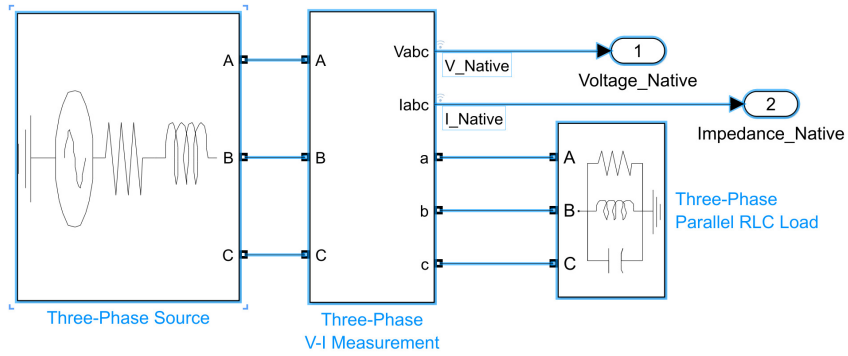 A
B
C
Three-Phase Source
A
B
C
Vabc
Iabc
a
b
c
Three-Phase
V-I Measurement
V_Native
1
Voltage_Native
I_Native
2
Impedance_Native
A
B
C
Three-Phase
Parallel RLC Load